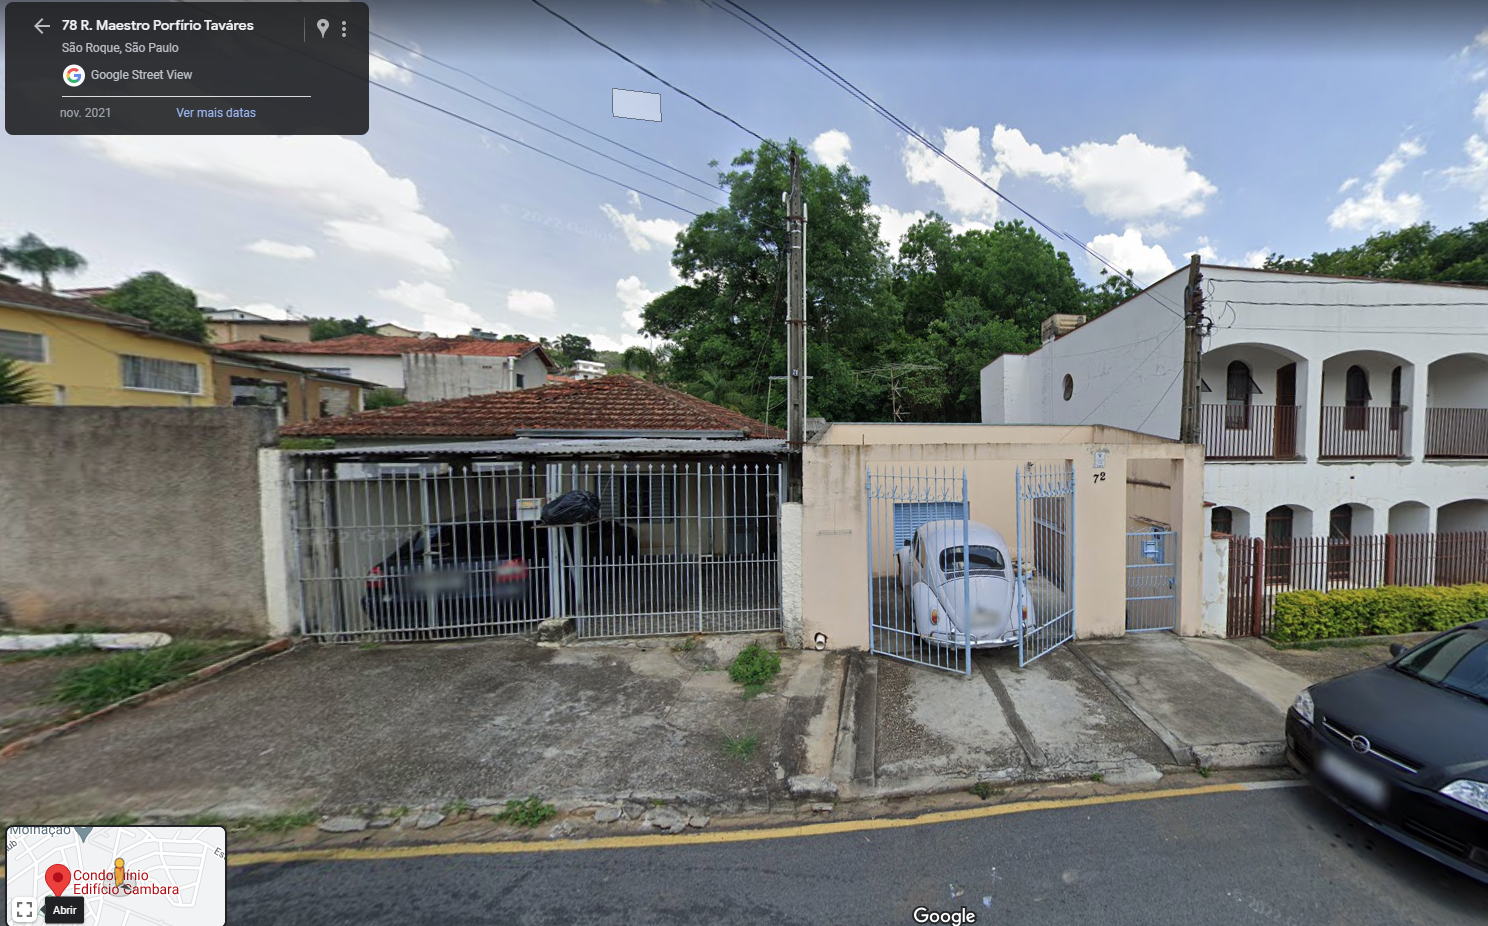 78 R. Maestro Porfírio Taváres
São Roque, São Paulo
Google Street View
nov. 2021
Ver mais datas
72
Condomínio
Edifício Cambara
Abrir
Google